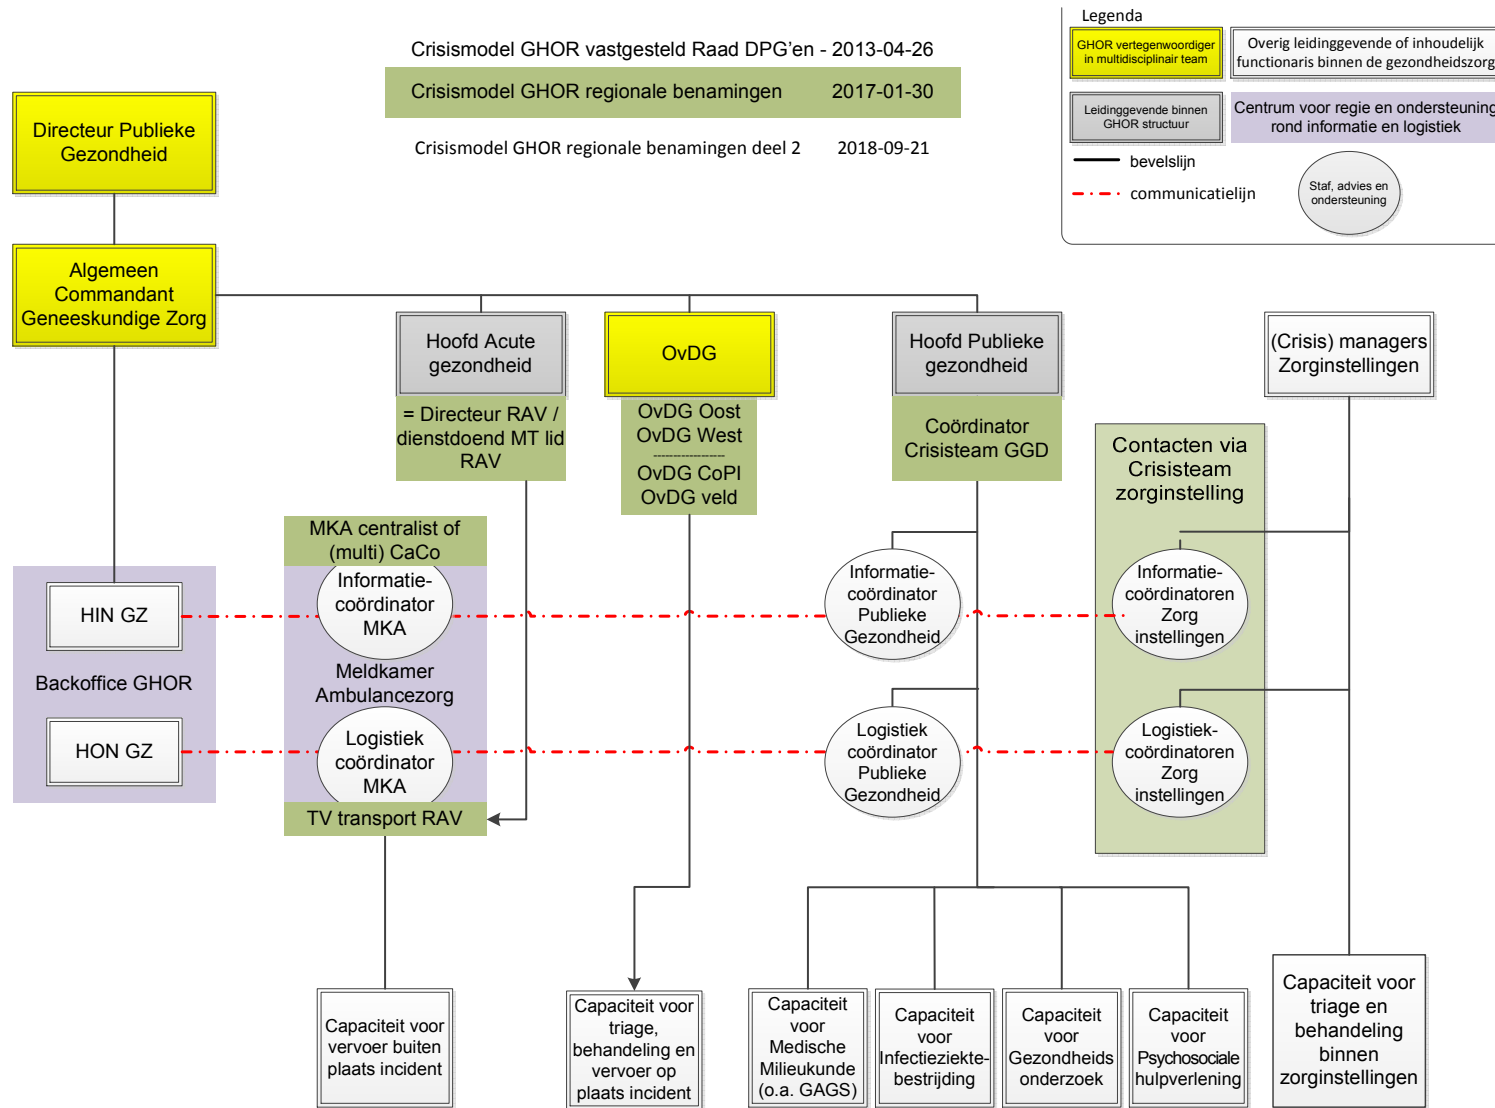 Crisismodel GHOR vastgesteld Raad DPG'en - 2013-04-26
Crisismodel GHOR regionale benamingen 2017-01-30
Crisismodel GHOR regionale benamingen deel 2 2018-09-21
Legenda
GHOR vertegenwoordiger
in multidisciplinair team
Overig leidinggevende of inhoudelijk
functionaris binnen de gezondheidszorg
Leidinggevende binnen
GHOR structuur
Centrum voor regie en ondersteuning
rond informatie en logistiek
bevelslijn
communicatielijn
Staf, advies en
ondersteuning
Directeur Publieke
Gezondheid
Algemeen
Commandant
Geneeskundige Zorg
Hoofd Acute
gezondheid
= Directeur RAV /
dienstdoend MT lid
RAV
OvDG
OvDG Oost
OvDG West
------------------
OvDG CoPI
OvDG veld
Hoofd Publieke
gezondheid
Coördinator
Crisisteam GGD
(Crisis) managers
Zorginstellingen
Contacten via
Crisisteam
zorginstelling
MKA centralist of
(multi) CaCo
HIN GZ
Informatie-
coördinator
MKA
Informatie-
coördinator
Publieke
Gezondheid
Informatie-
coördinatoren
Zorg
instellingen
Backoffice GHOR
Meldkamer
Ambulancezorg
HON GZ
Logistiek
coördinator
MKA
Logistiek
coördinator
Publieke
Gezondheid
Logistiek-
coördinatoren
Zorg
instellingen
TV transport RAV
Capaciteit voor
vervoer buiten
plaats incident
Capaciteit voor
triage,
behandeling en
vervoer op
plaats incident
Capaciteit
voor
Medische
Milieukunde
(o.a. GAGS)
Capaciteit
voor
Infectieziekte-
bestrijding
Capaciteit
voor
Gezondheids
onderzoek
Capaciteit
voor
Psychosociale
hulpverlening
Capaciteit voor
triage en
behandeling
binnen
zorginstellingen